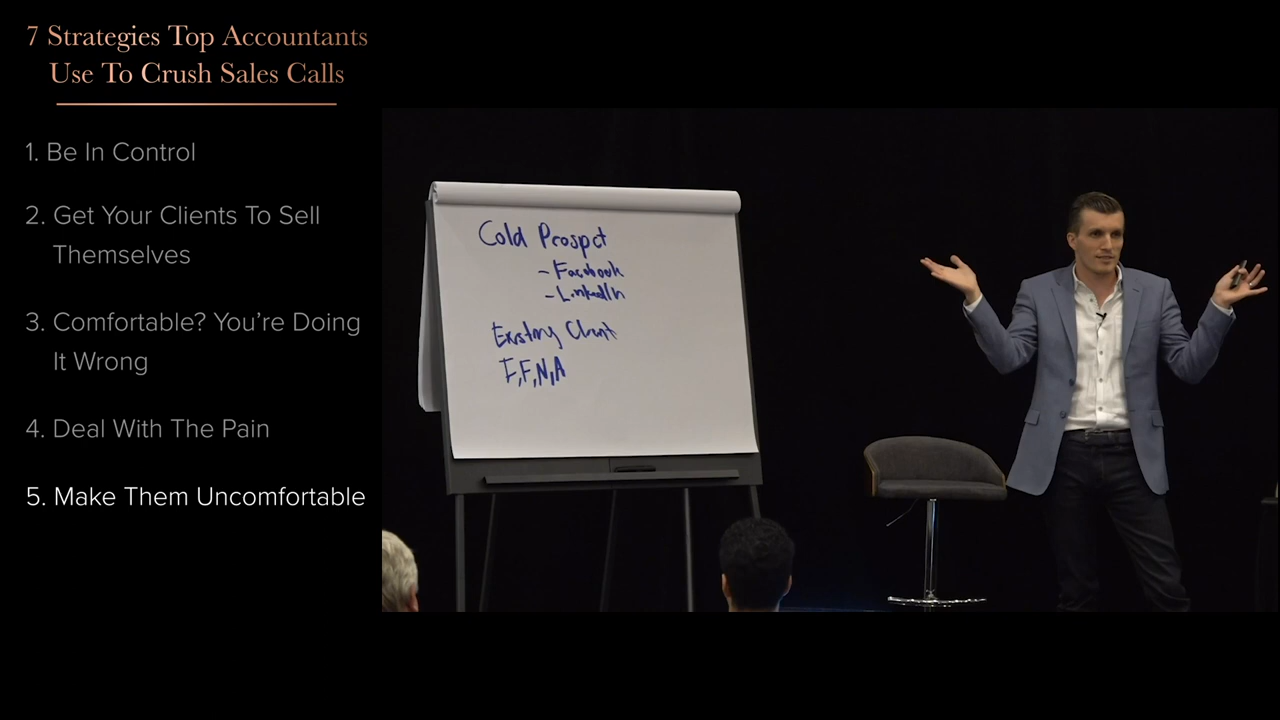 7 Strategies Top Accountants
Use To Crush Sales Calls
1. Be In Control
2. Get Your Clients To Sell
Themselves
3. Comfortable? You're Doing
It Wrong
4. Deal With The Pain
5. Make Them Uncomfortable
Cold Prospct
- Facebook
- LinkedIn
Existing Client
I,F,N,A